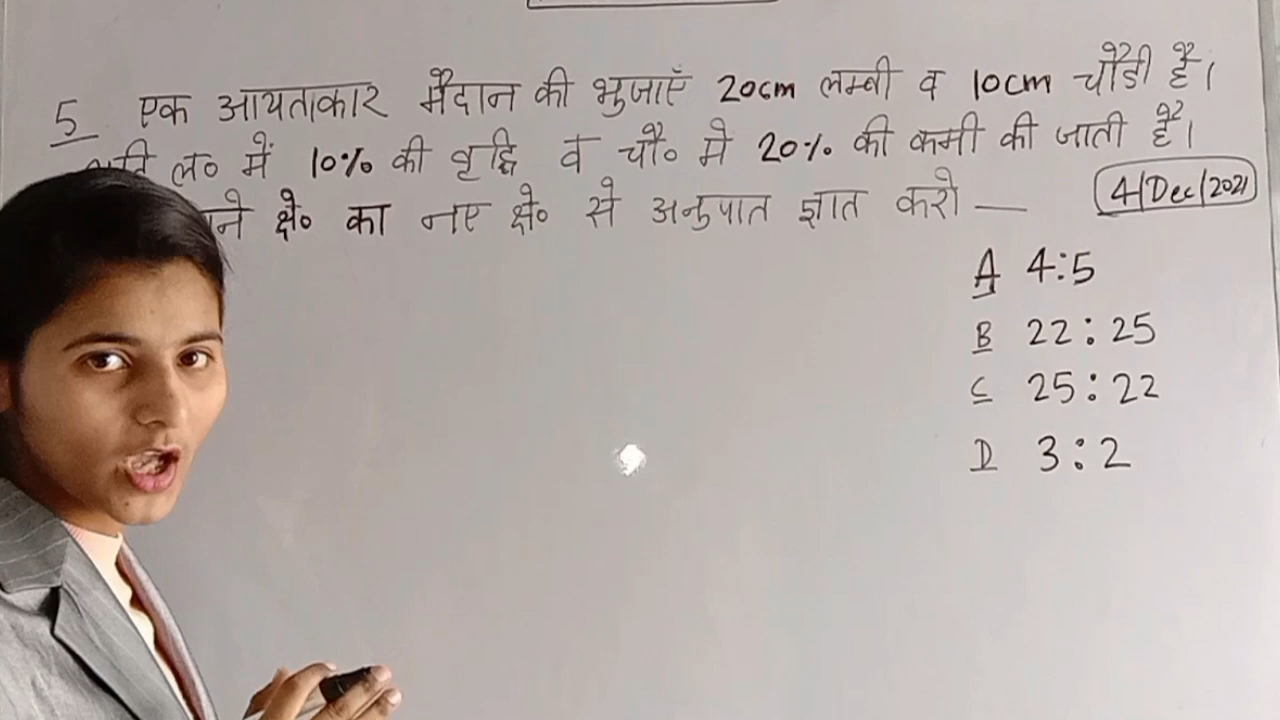 5 एक आयताकार मैदान की भुजाएँ 20cm लम्बी व 10cm चौडी है।
ल० में 10% की वृद्धि व चौ० मे 20% की कमी की जाती है।
क्षे० का नए क्षे० से अनुपात ज्ञात करो —
4/Dec/2021
A 4:5
B 22:25
C 25:22
D 3:2